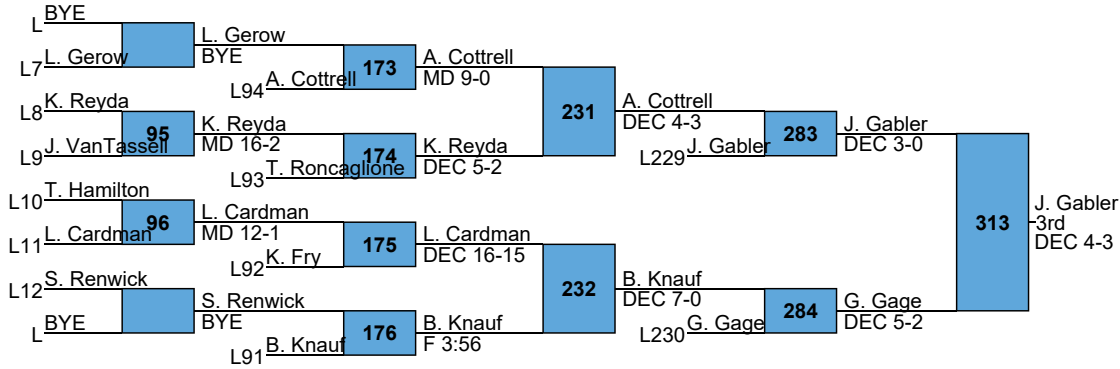 L BYE
L7 L. Gerow
L. Gerow
BYE
L94 A. Cottrell
173
A. Cottrell
MD 9-0
L8 K. Reyda
L9 J. VanTassell
95
K. Reyda
MD 16-2
L93 T. Roncaglione
174
K. Reyda
DEC 5-2
231
A. Cottrell
DEC 4-3
L229 J. Gabler
283
J. Gabler
DEC 3-0
L10 T. Hamilton
L11 L. Cardman
96
L. Cardman
MD 12-1
L92 K. Fry
175
L. Cardman
DEC 16-15
L12 S. Renwick
L BYE
S. Renwick
BYE
L91 B. Knauf
176
B. Knauf
F 3:56
232
B. Knauf
DEC 7-0
L230 G. Gage
284
G. Gage
DEC 5-2
313
J. Gabler
3rd
DEC 4-3